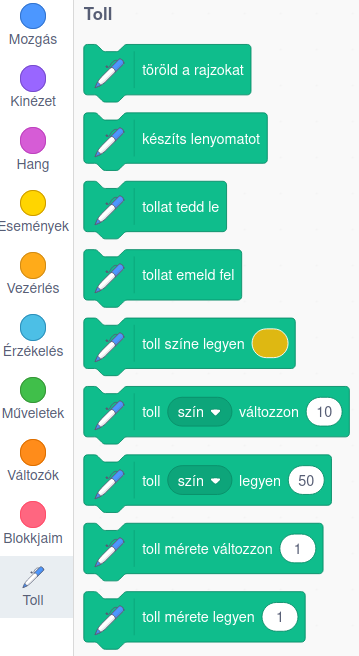 Mozgás
Kinézet
Hang
Események
Vezérlés
Érzékelés
Műveletek
Változók
Blokkjaim
Toll
Toll
töröld a rajzokat
készíts lenyomatot
tollat tedd le
tollat emeld fel
toll színe legyen
toll szín változzon 10
toll szín legyen 50
toll mérete változzon 1
toll mérete legyen 1